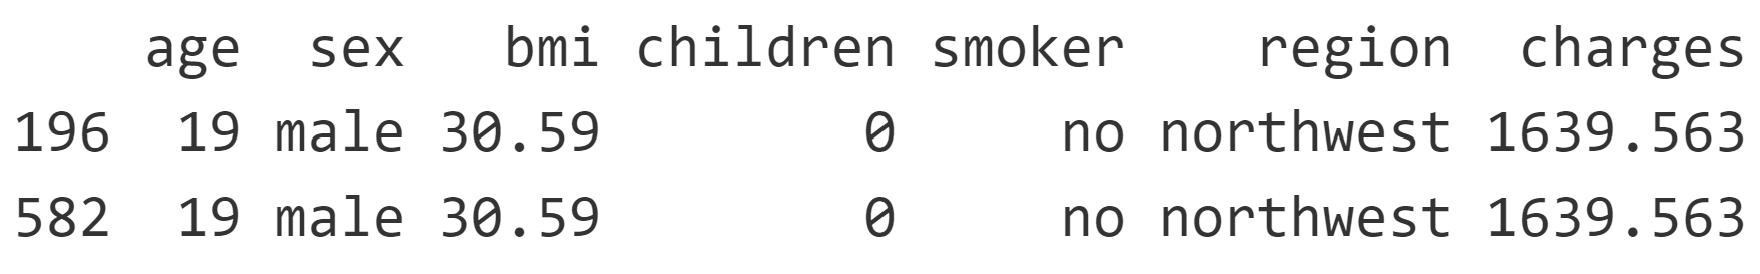 age sex bmi children smoker region charges
196 19 male 30.59 0 no northwest 1639.563
582 19 male 30.59 0 no northwest 1639.563